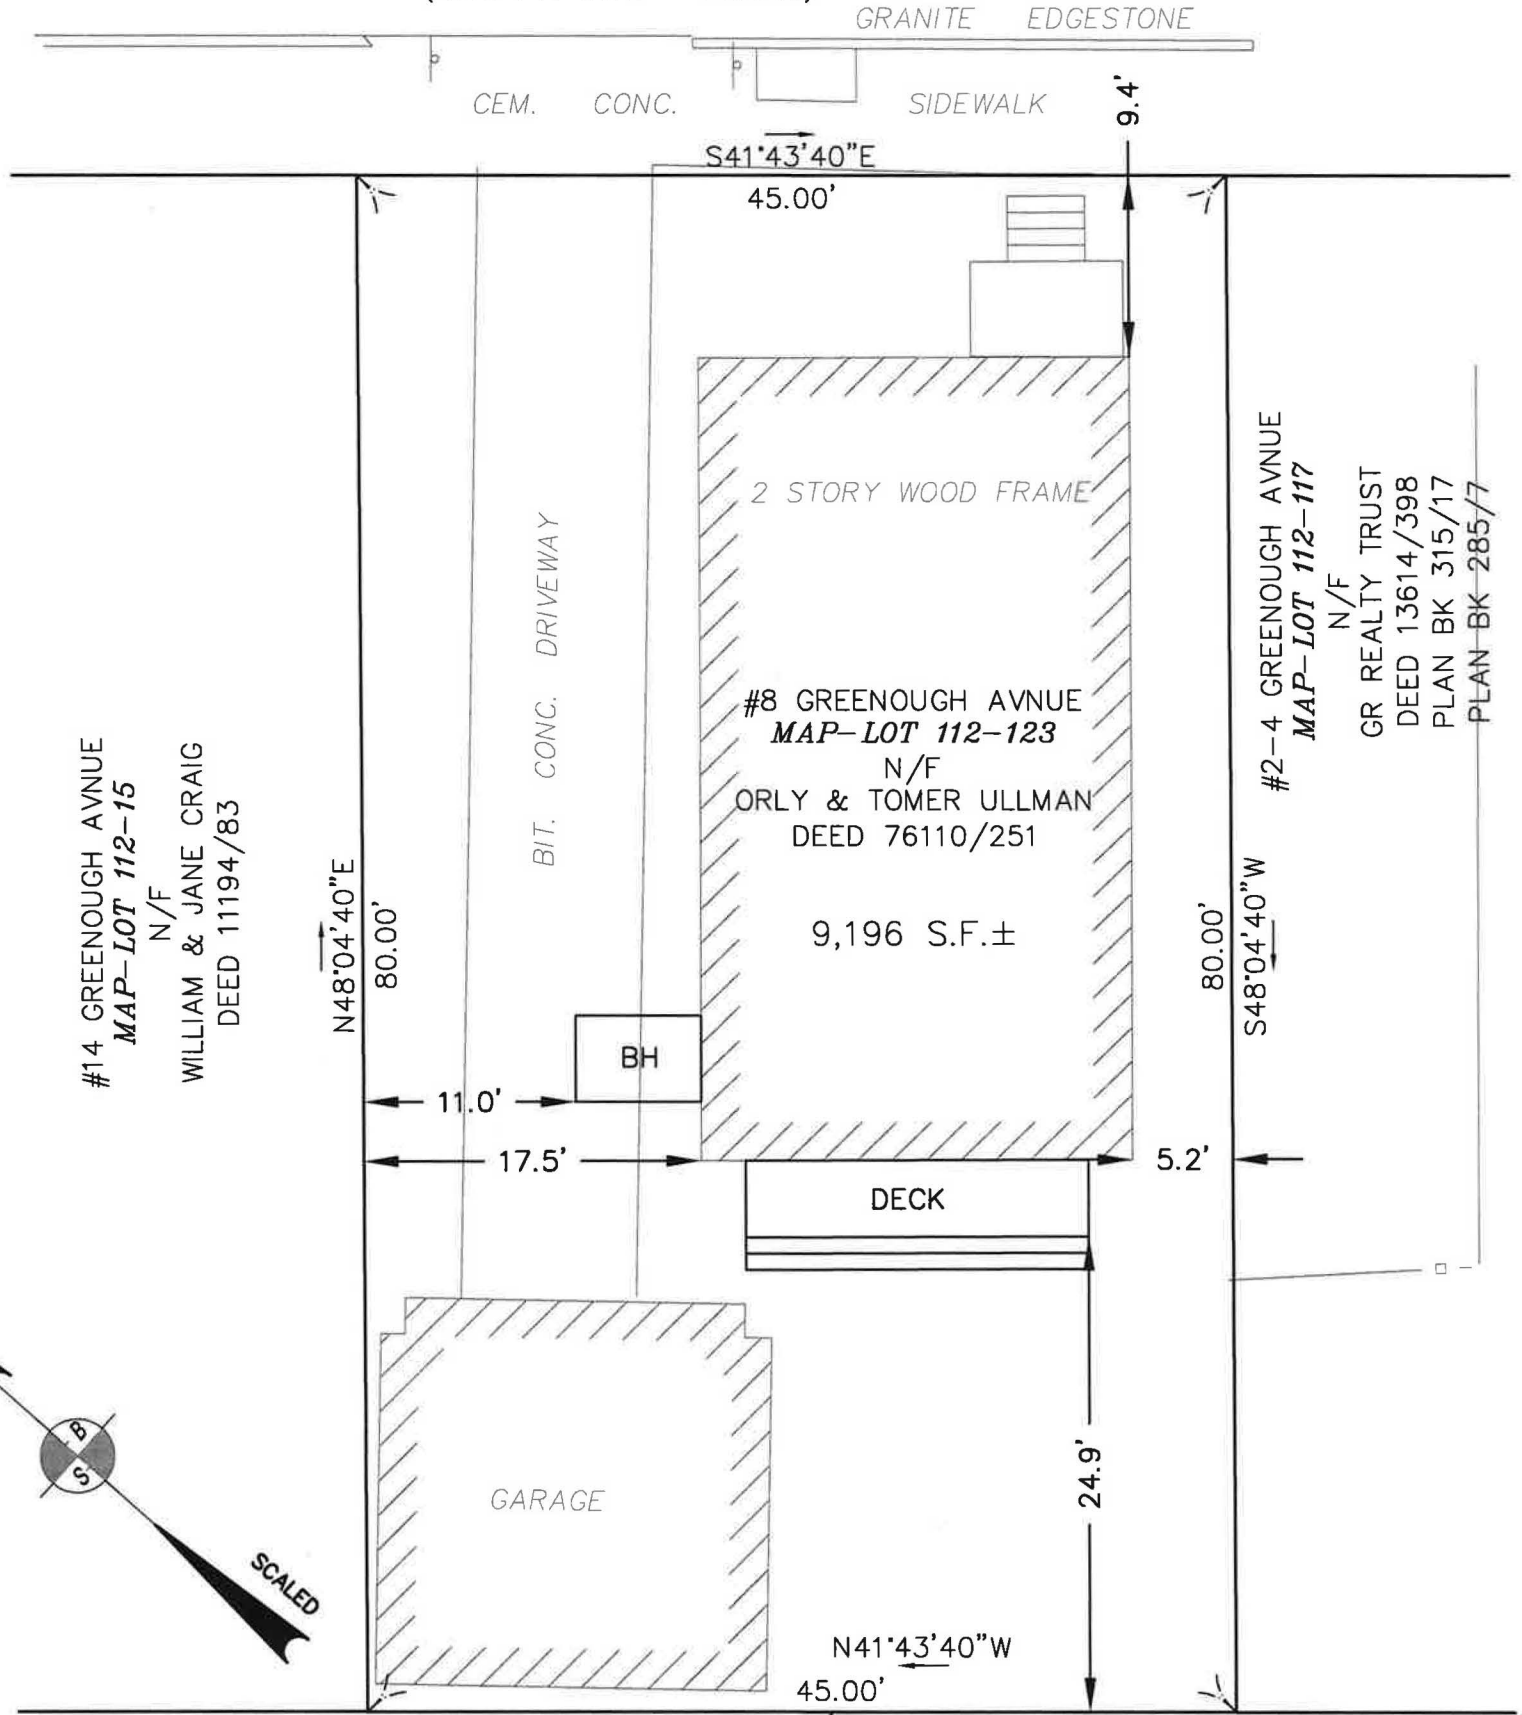 GRANITE EDGESTONE
CEM. CONC. SIDEWALK
9.4'
S41°43'40"E
45.00'
2 STORY WOOD FRAME
BIT. CONC. DRIVEWAY
#8 GREENOUGH AVNUE
MAP-LOT 112-123
N/F
ORLY & TOMER ULLMAN
DEED 76110/251
9,196 S.F.±
#14 GREENOUGH AVNUE
MAP-LOT 112-15
N/F
WILLIAM & JANE CRAIG
DEED 11194/83
N48°04'40"E
80.00'
#2-4 GREENOUGH AVNUE
MAP-LOT 112-117
N/F
GR REALTY TRUST
DEED 13614/398
PLAN BK 315/17
PLAN BK 285/7
80.00'
S48°04'40"W
BH
11.0'
17.5'
5.2'
DECK
24.9'
GARAGE
B
S
SCALED
N41°43'40"W
45.00'